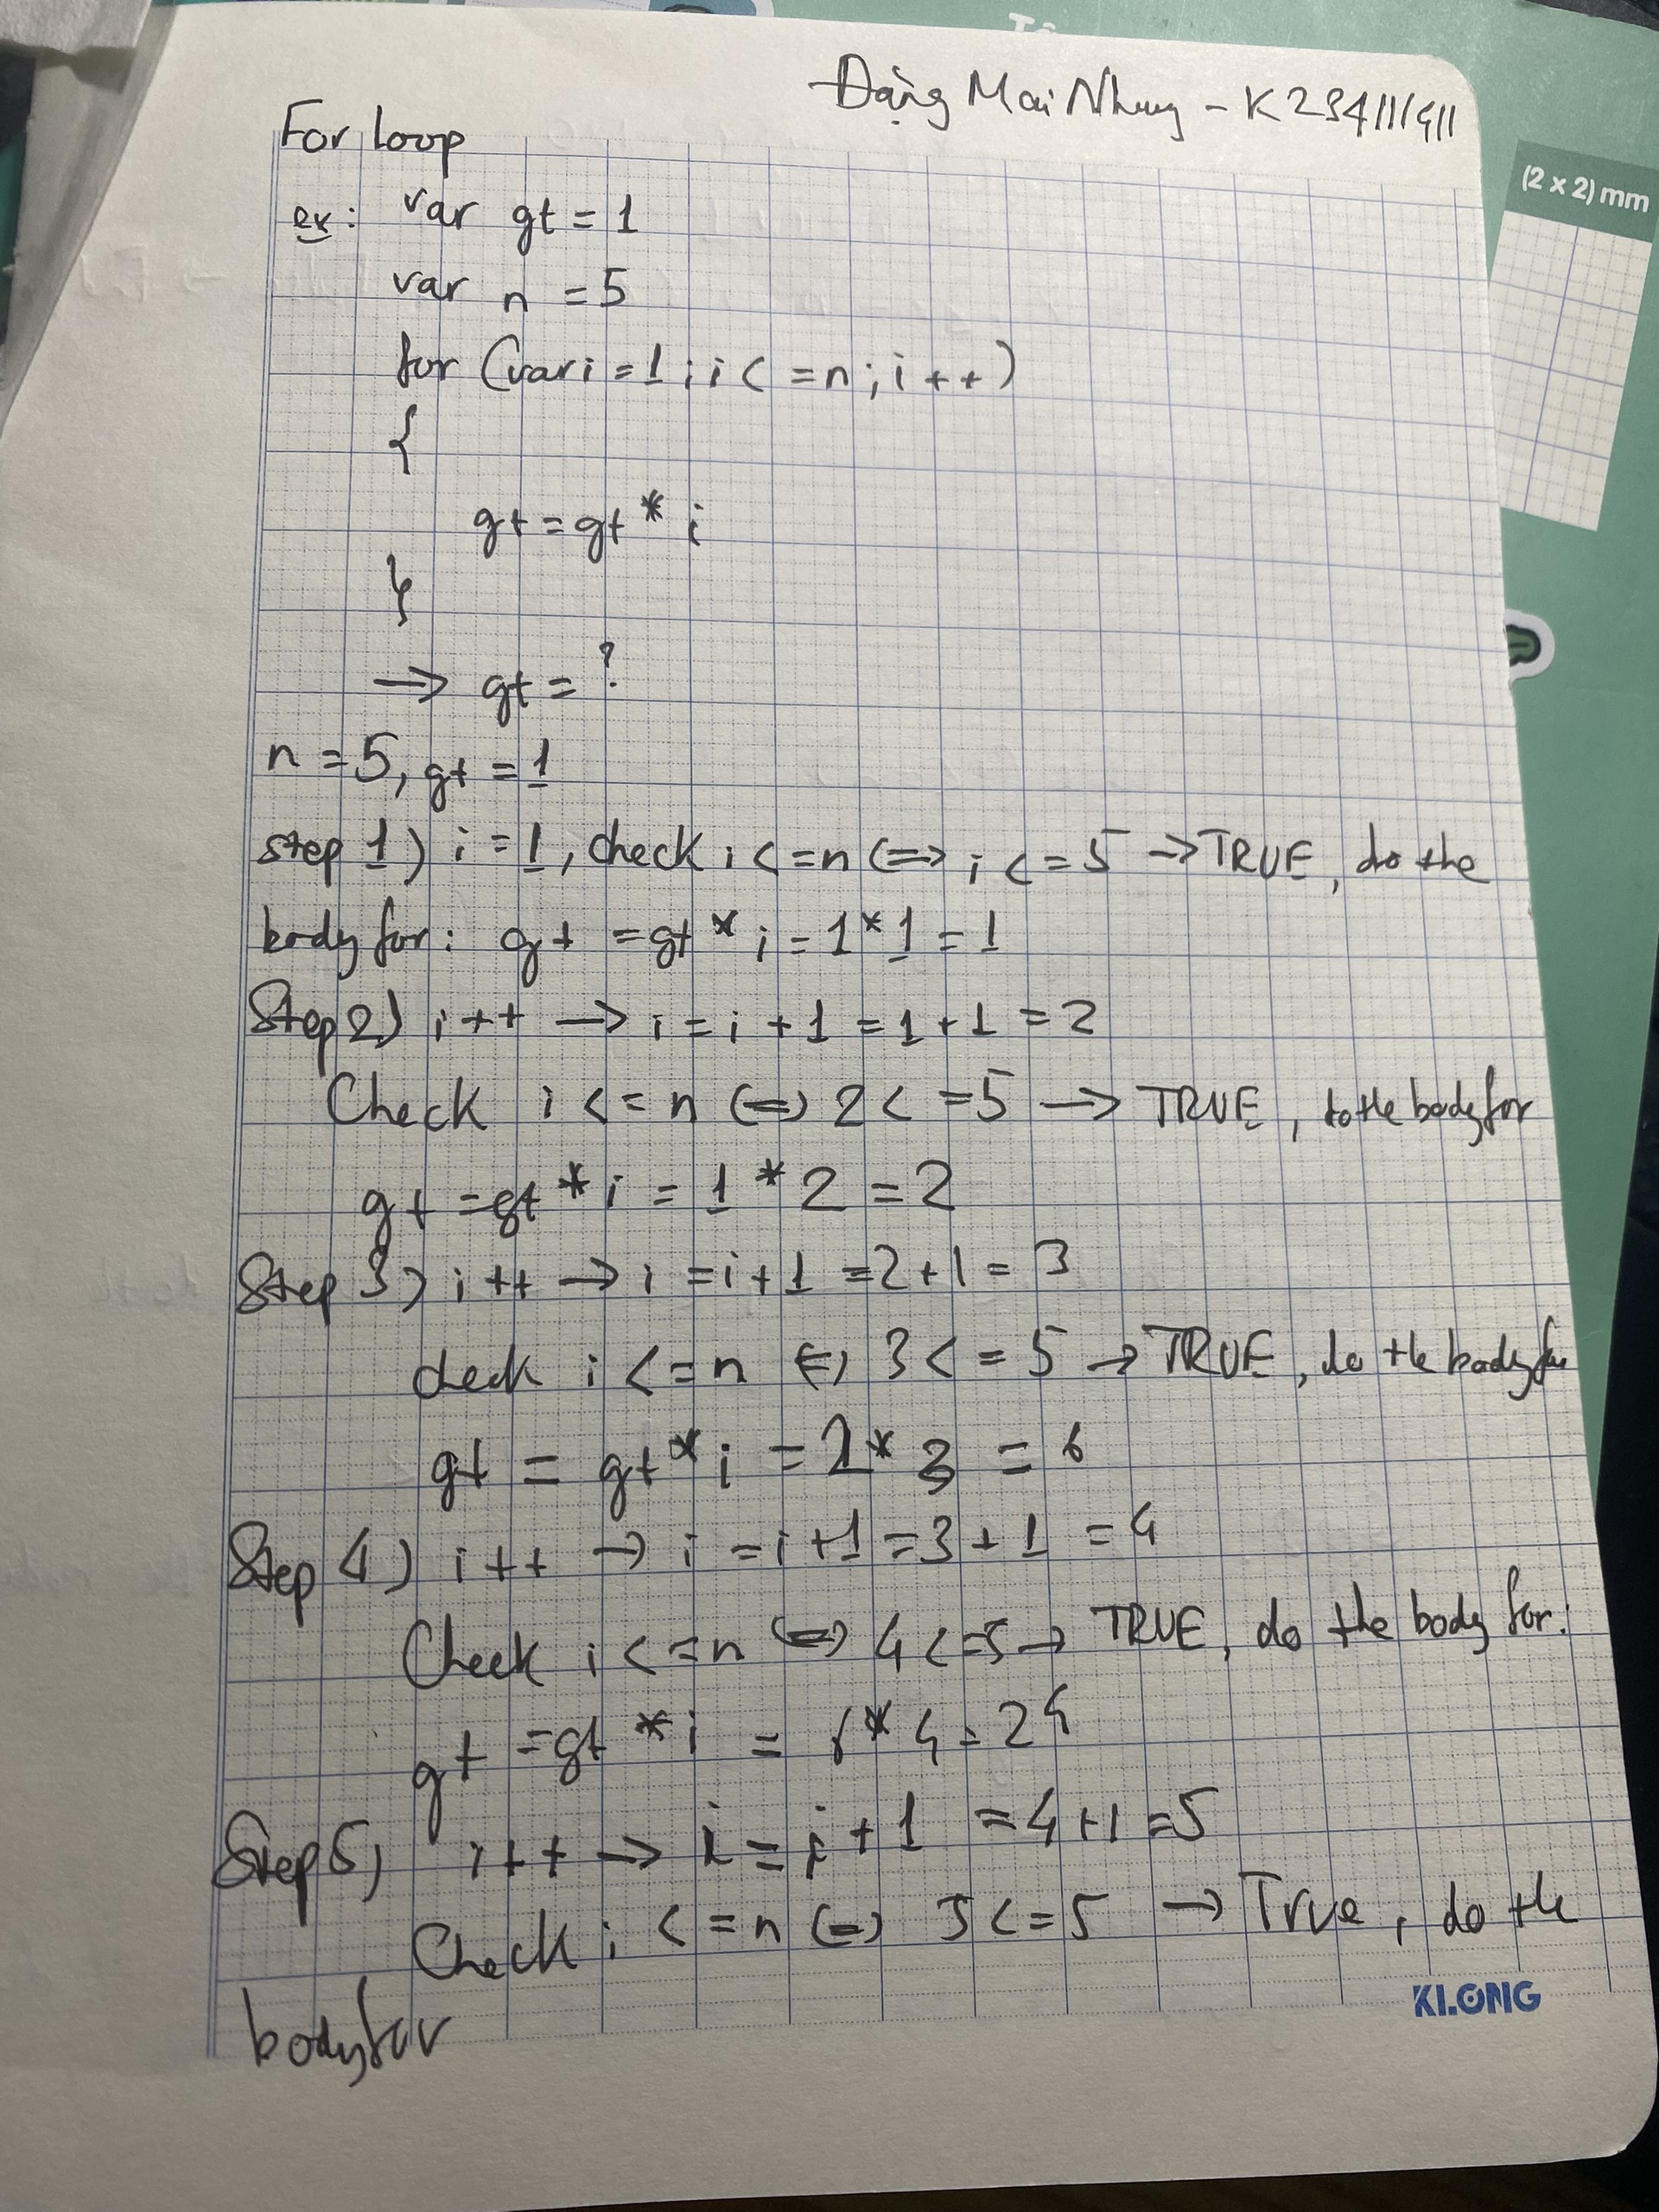 Đặng Mai Nhung - K234111411
For loop
(2 x 2) mm
ex: var gt = 1
var n = 5
for (var i = 1; i <= n; i++)
{
gt = gt * i
}
→ gt = ?
n = 5, gt = 1
step 1) i = 1, check i <= n <=> i <= 5 → TRUE, do the
body for: gt = gt * i = 1 * 1 = 1
Step 2) i++ → i = i + 1 = 1 + 1 = 2
Check i <= n <=> 2 <= 5 → TRUE, do the body for
gt = gt * i = 1 * 2 = 2
Step 3) i++ → i = i + 1 = 2 + 1 = 3
check i <= n <=> 3 <= 5 → TRUE, do the body for
gt = gt * i = 2 * 3 = 6
Step 4) i++ → i = i + 1 = 3 + 1 = 4
Check i <= n <=> 4 <= 5 → TRUE, do the body for:
gt = gt * i = 6 * 4 = 24
Step 5) i++ → i = i + 1 = 4 + 1 = 5
Check i <= n <=> 5 <= 5 → True, do the
body for
KLONG